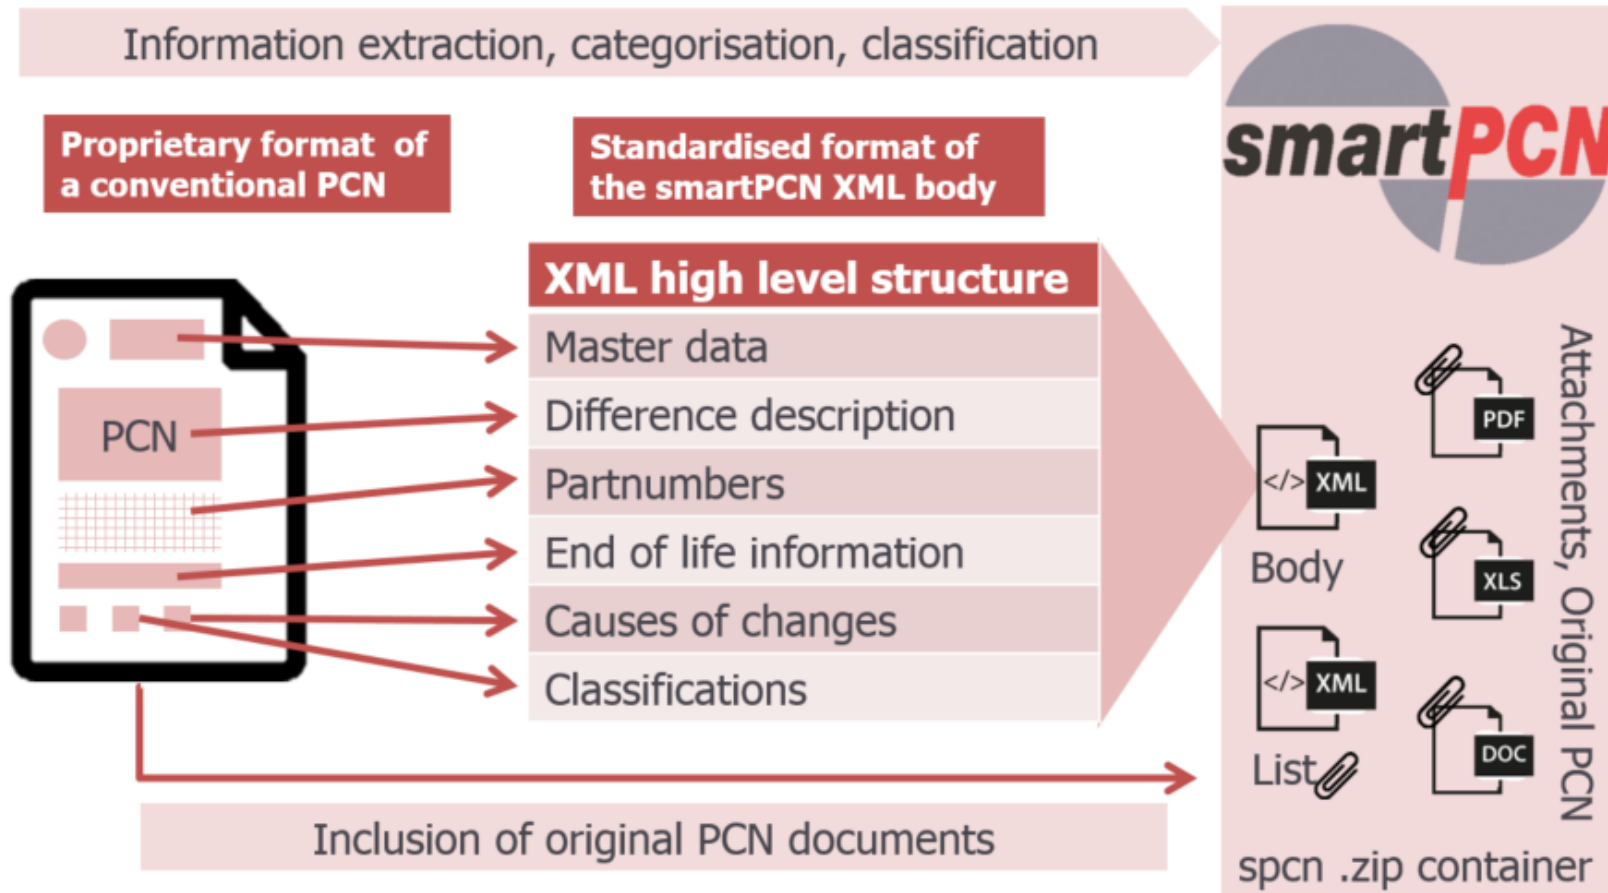 Information extraction, categorisation, classification
smartPCN
Proprietary format of
a conventional PCN
Standardised format of
the smartPCN XML body
XML high level structure
Master data
Difference description
Partnumbers
End of life information
Causes of changes
Classifications
PCN
</> XML
Body
</> XML
List
PDF
XLS
DOC
Attachments, Original PCN
Inclusion of original PCN documents
spcn .zip container